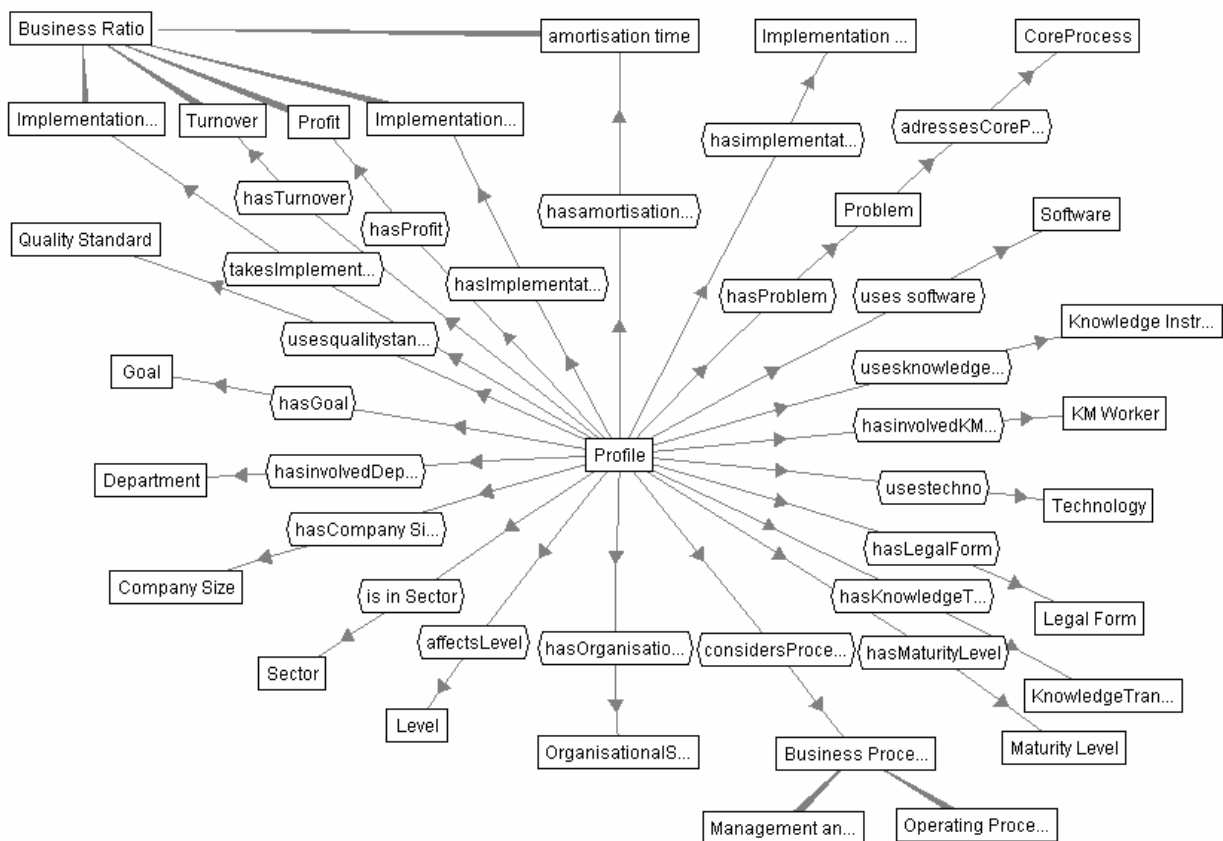 Business Ratio
amortisation time
Implementation ...
CoreProcess
Implementation...
Turnover
Profit
Implementation...
hasimplementat...
adressesCoreP...
hasTurnover
hasProfit
hasamortisation...
Problem
Software
Quality Standard
takesImplement...
hasImplementat...
hasProblem
uses software
usesqualitystan...
Knowledge Instr...
Goal
hasGoal
usesknowledge...
hasinvolvedKM...
KM Worker
Profile
Department
hasinvolvedDep...
usestechno
Technology
hasCompany Si...
hasLegalForm
Company Size
is in Sector
hasKnowledgeT...
Legal Form
affectsLevel
hasOrganisatio...
considersProce...
hasMaturityLevel
Sector
KnowledgeTran...
Level
OrganisationalS...
Business Proce...
Maturity Level
Management an...
Operating Proce...